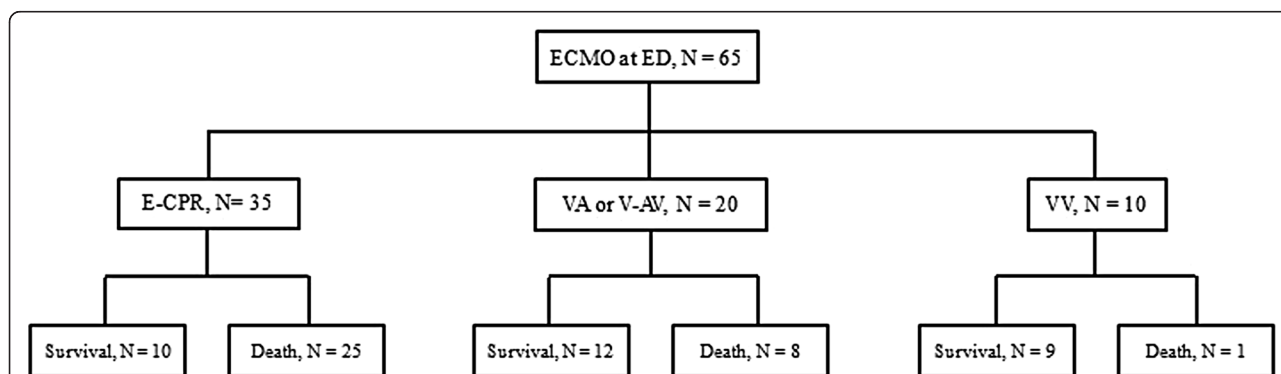 ECMO at ED, N = 65
E-CPR, N= 35
VA or V-AV, N = 20
VV, N = 10
Survival, N = 10
Death, N = 25
Survival, N = 12
Death, N = 8
Survival, N = 9
Death, N = 1